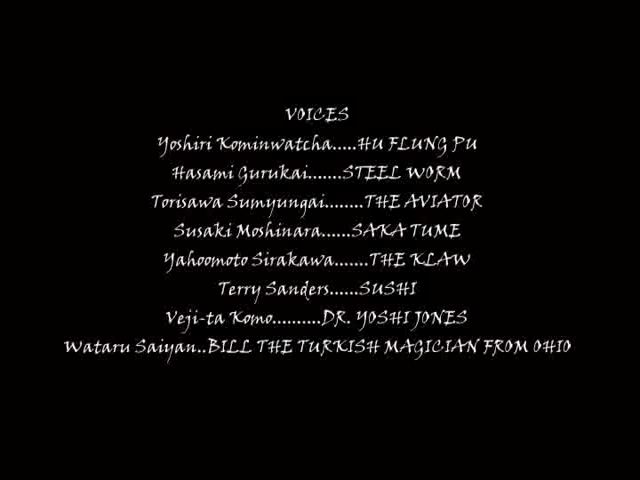 VOICES
Yoshiri Kominwatcha.....HU FLUNG PU
Hasami Gurukai.......STEEL WORM
Torisawa Sumyungai........THE AVIATOR
Susaki Moshinara......SAKA TUME
Yahoomoto Sirakawa.......THE KLAW
Terry Sanders......SUSHI
Veji-ta Komo..........DR. YOSHI JONES
Wataru Saiyan..BILL THE TURKISH MAGICIAN FROM OHIO